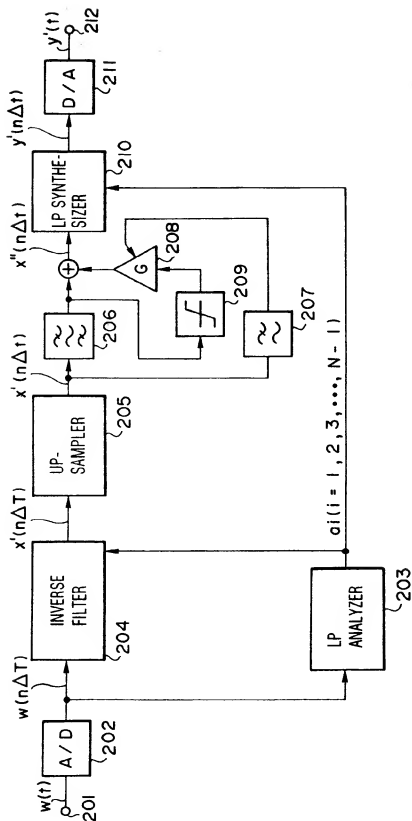 w(t)
201
A/D
202
w(nΔT)
INVERSE
FILTER
204
x'(nΔT)
UP-
SAMPLER
205
x'(nΔt)
206
x"(nΔt)
LP SYNTHE-
SIZER
210
y'(nΔt)
D/A
211
y'(t)
212
G
208
209
207
LP
ANALYZER
203
ai(i = 1, 2, 3, ···, N - 1)